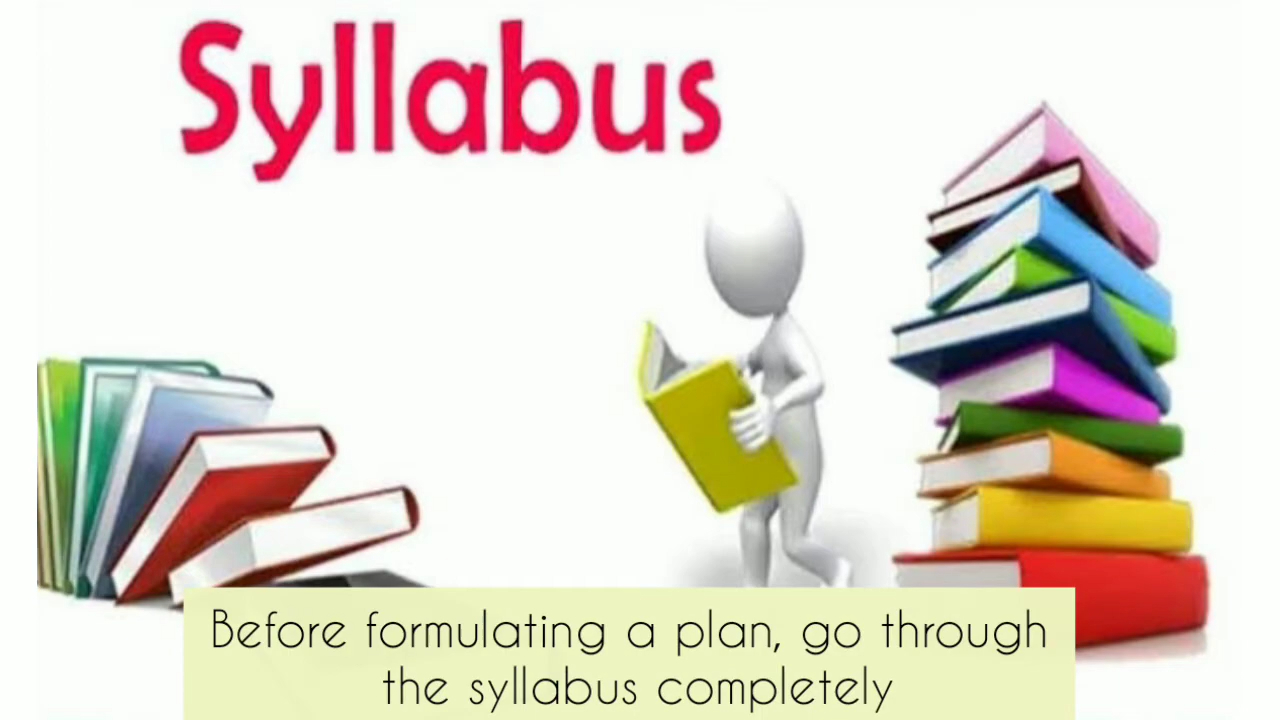 Syllabus
Before formulating a plan, go through
the syllabus completely